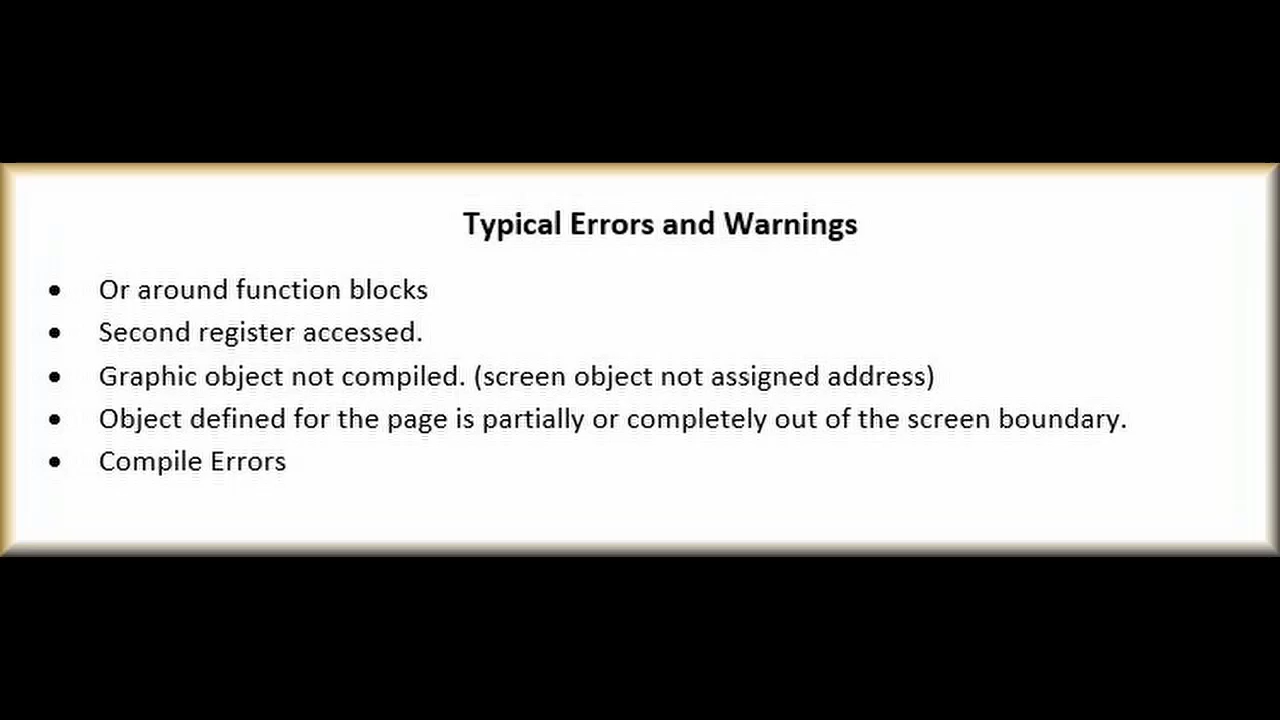 Typical Errors and Warnings
• Or around function blocks
• Second register accessed.
• Graphic object not compiled. (screen object not assigned address)
• Object defined for the page is partially or completely out of the screen boundary.
• Compile Errors